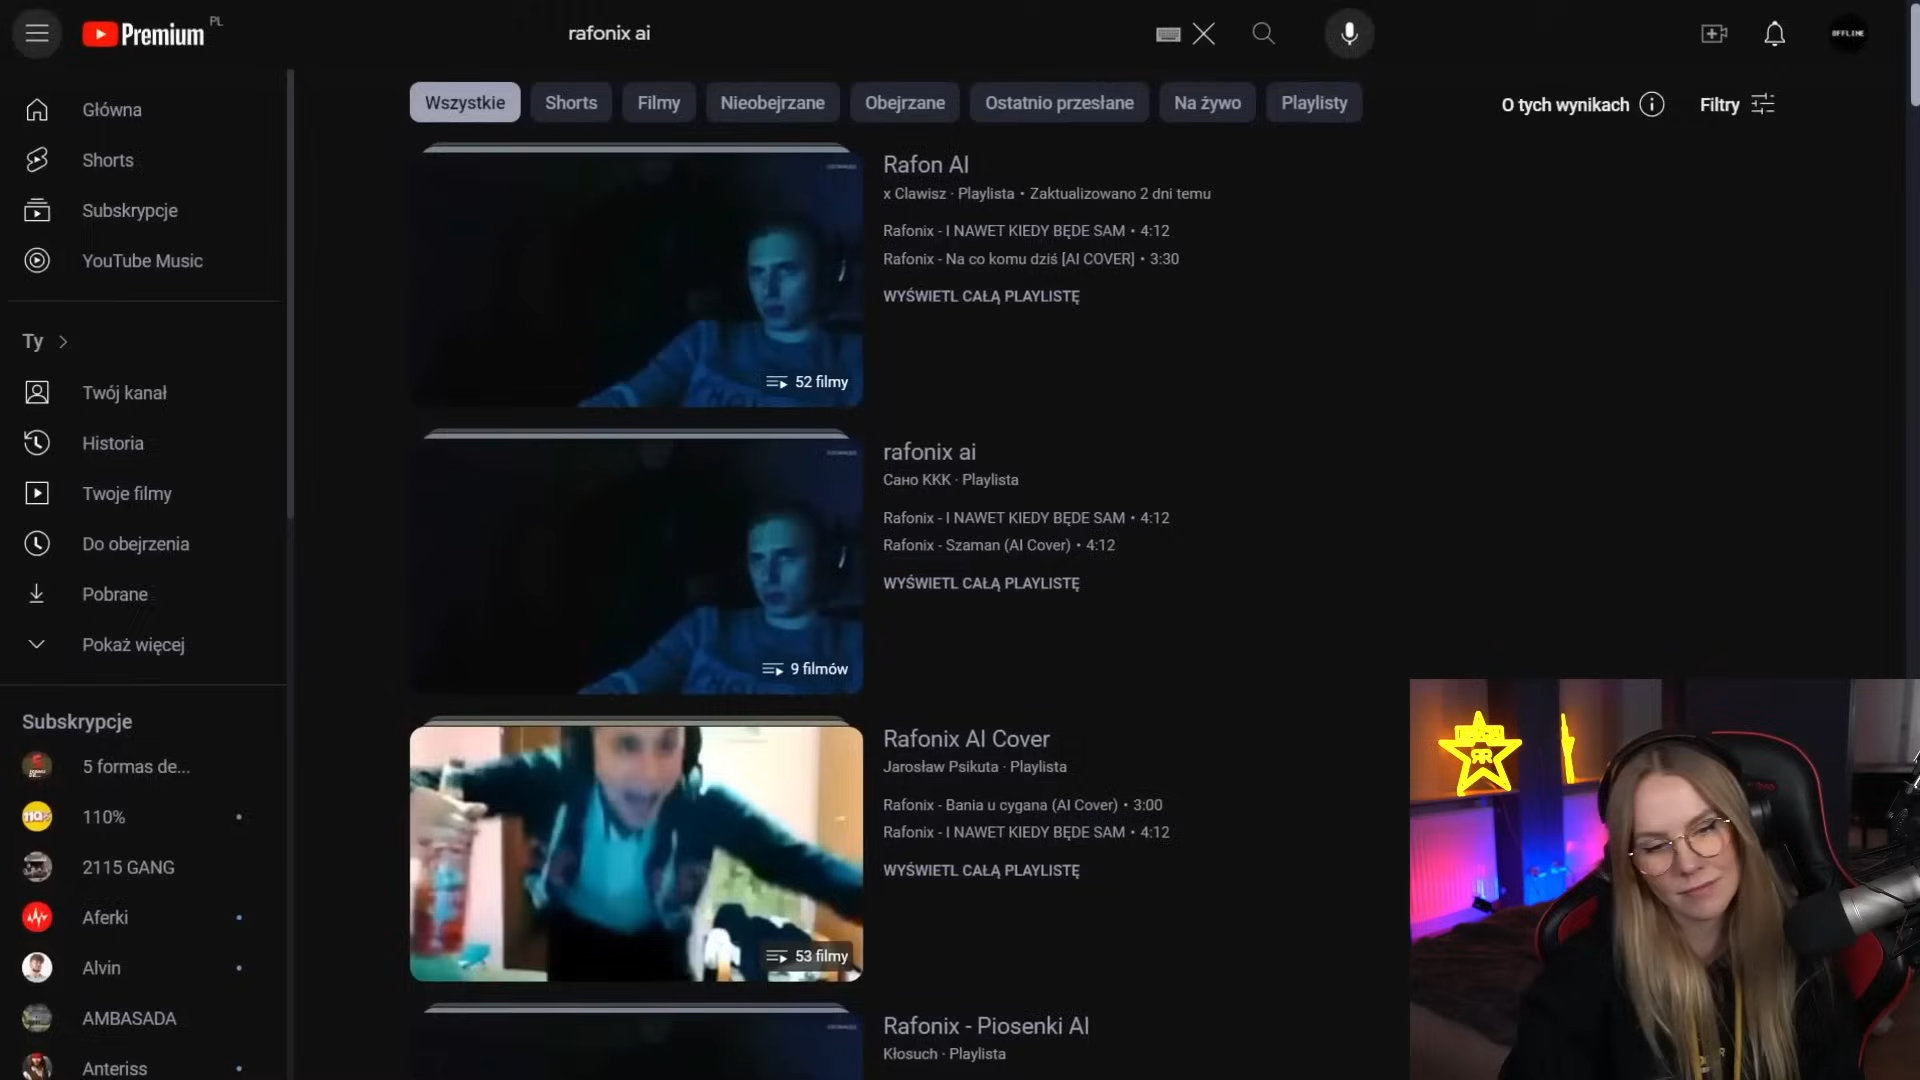 Premium PL
rafonix ai
OFFLINE
Główna
Shorts
Subskrypcje
YouTube Music
Ty
Twój kanał
Historia
Twoje filmy
Do obejrzenia
Pobrane
Pokaż więcej
Subskrypcje
5 formas de...
110%
2115 GANG
Aferki
Alvin
AMBASADA
Anteriss
Wszystkie
Shorts
Filmy
Nieobejrzane
Obejrzane
Ostatnio przesłane
Na żywo
Playlisty
O tych wynikach
Filtry
52 filmy
Rafon AI
x Clawisz · Playlista • Zaktualizowano 2 dni temu
Rafonix - I NAWET KIEDY BĘDE SAM • 4:12
Rafonix - Na co komu dziś [AI COVER] • 3:30
WYŚWIETL CAŁĄ PLAYLISTĘ
9 filmów
rafonix ai
Сано KKK · Playlista
Rafonix - I NAWET KIEDY BĘDE SAM • 4:12
Rafonix - Szaman (AI Cover) • 4:12
WYŚWIETL CAŁĄ PLAYLISTĘ
53 filmy
Rafonix AI Cover
Jarosław Psikuta · Playlista
Rafonix - Bania u cygana (AI Cover) • 3:00
Rafonix - I NAWET KIEDY BĘDE SAM • 4:12
WYŚWIETL CAŁĄ PLAYLISTĘ
Rafonix - Piosenki AI
Kłosuch · Playlista